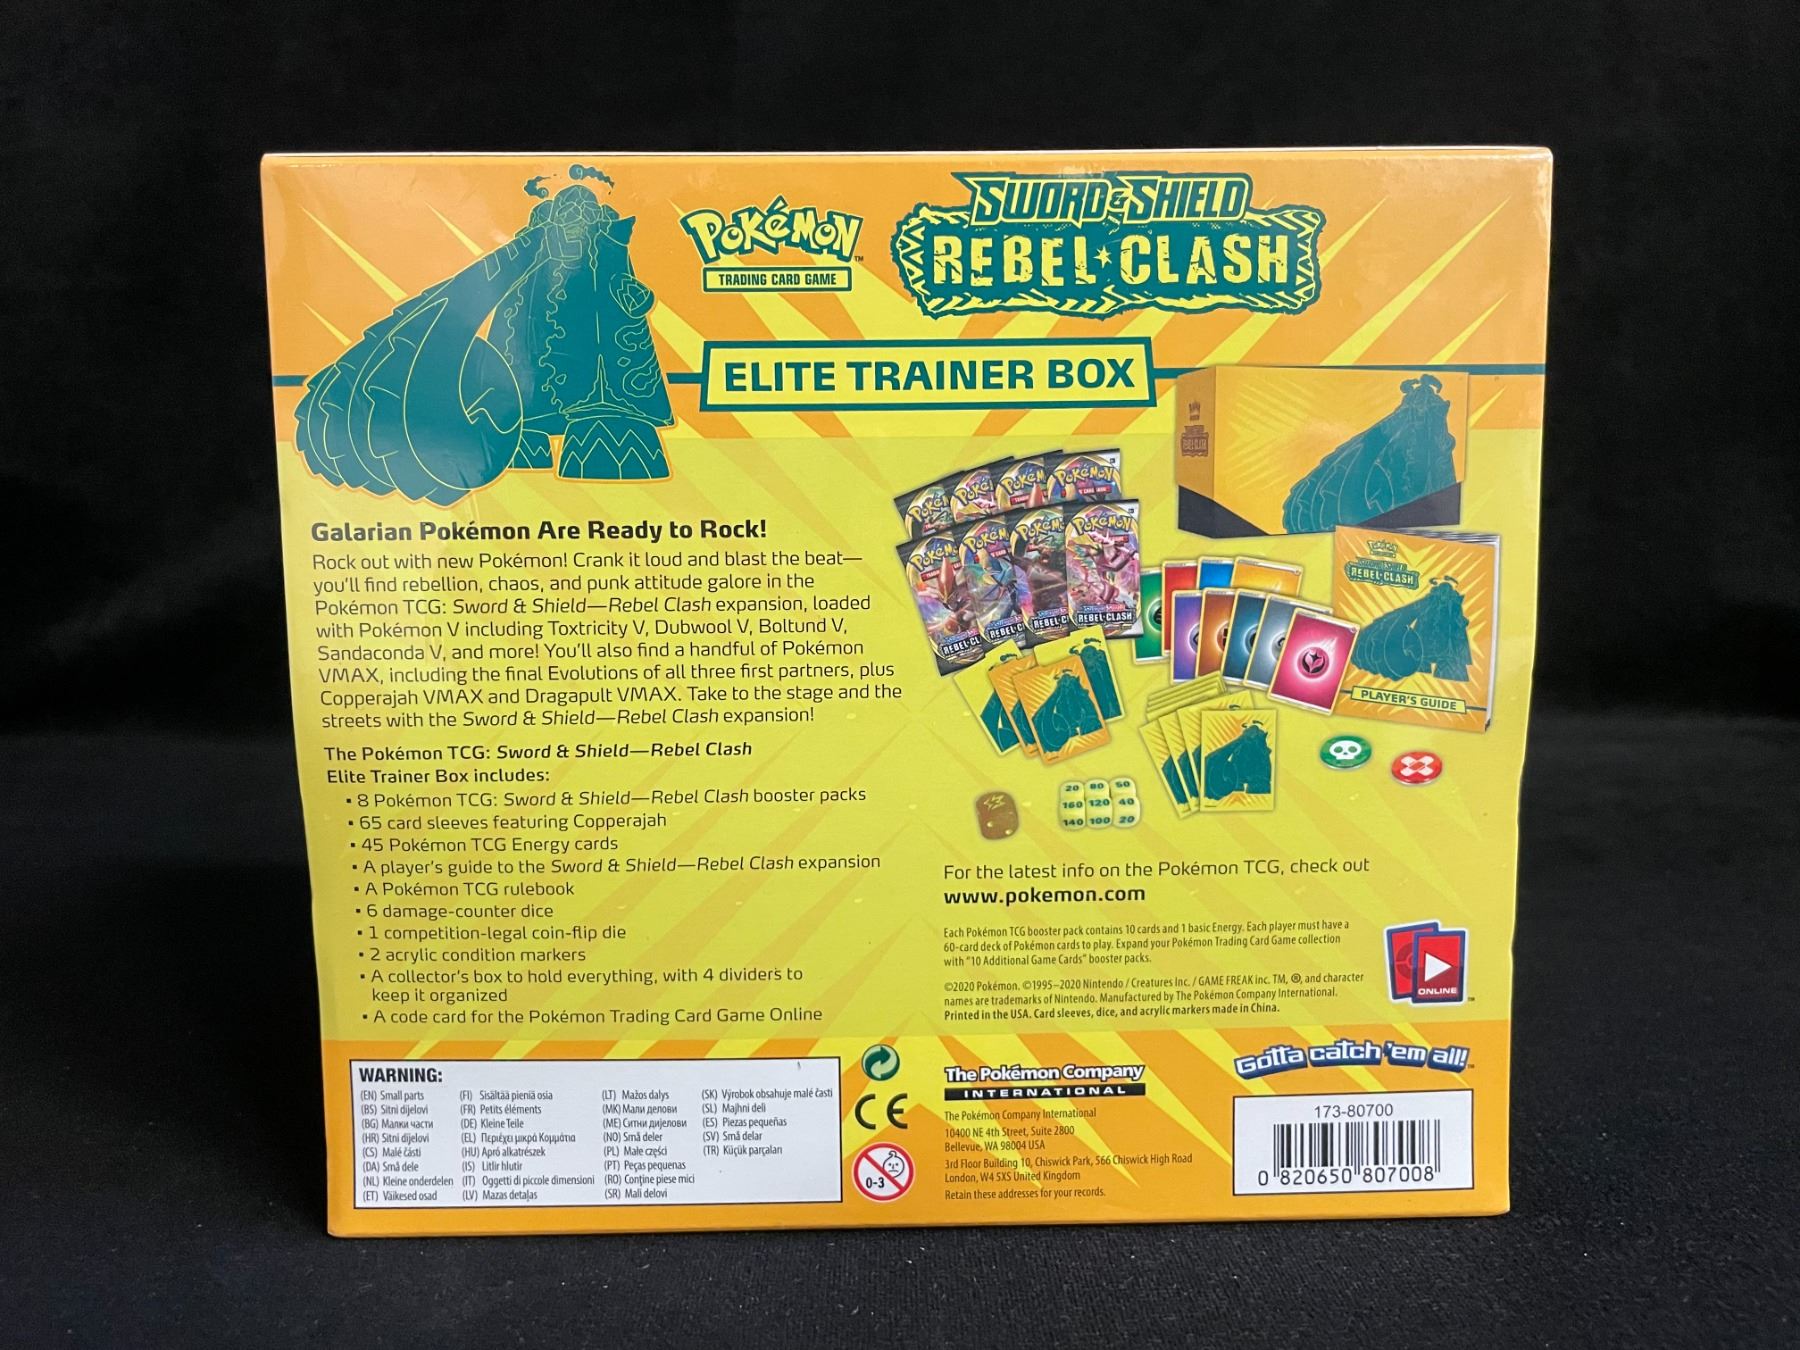 POKéMON™
TRADING CARD GAME
SWORD & SHIELD
REBEL CLASH
ELITE TRAINER BOX
Galarian Pokémon Are Ready to Rock!
Rock out with new Pokémon! Crank it loud and blast the beat—
you'll find rebellion, chaos, and punk attitude galore in the
Pokémon TCG: Sword & Shield—Rebel Clash expansion, loaded
with Pokémon V including Toxtricity V, Dubwool V, Boltund V,
Sandaconda V, and more! You'll also find a handful of Pokémon
VMAX, including the final Evolutions of all three first partners, plus
Copperajah VMAX and Dragapult VMAX. Take to the stage and the
streets with the Sword & Shield—Rebel Clash expansion!
The Pokémon TCG: Sword & Shield—Rebel Clash
Elite Trainer Box includes:
• 8 Pokémon TCG: Sword & Shield—Rebel Clash booster packs
• 65 card sleeves featuring Copperajah
• 45 Pokémon TCG Energy cards
• A player's guide to the Sword & Shield—Rebel Clash expansion
• A Pokémon TCG rulebook
• 6 damage-counter dice
• 1 competition-legal coin-flip die
• 2 acrylic condition markers
• A collector's box to hold everything, with 4 dividers to
keep it organized
• A code card for the Pokémon Trading Card Game Online
REBEL CLASH
POKéMON
POKéMON
REBEL CLASH
POKéMON
REBEL CLASH
PLAYER'S GUIDE
20 80 50
160 120 40
140 100 20
For the latest info on the Pokémon TCG, check out
www.pokemon.com
Each Pokémon TCG booster pack contains 10 cards and 1 basic Energy. Each player must have a
60-card deck of Pokémon cards to play. Expand your Pokémon Trading Card Game collection
with "10 Additional Game Cards" booster packs.
©2020 Pokémon. ©1995–2020 Nintendo / Creatures Inc. / GAME FREAK inc. TM, ®, and character
names are trademarks of Nintendo. Manufactured by The Pokémon Company International.
Printed in the USA. Card sleeves, dice, and acrylic markers made in China.
ONLINE™
WARNING:
(EN) Small parts
(BS) Sitni dijelovi
(BG) Малки части
(HR) Sitni dijelovi
(CS) Malé části
(DA) Små dele
(NL) Kleine onderdelen
(ET) Väikesed osad
(FI) Sisältää pieniä osia
(FR) Petits éléments
(DE) Kleine Teile
(EL) Περιέχει μικρά Κομμάτια
(HU) Apró alkatrészek
(IS) Litlir hlutir
(IT) Oggetti di piccole dimensioni
(LV) Mazas detaļas
(LT) Mažos dalys
(MK) Мали делови
(ME) Ситни дијелови
(NO) Små deler
(PL) Małe części
(PT) Peças pequenas
(RO) Conţine piese mici
(SR) Mali delovi
(SK) Výrobok obsahuje malé časti
(SL) Majhni deli
(ES) Piezas pequeñas
(SV) Små delar
(TR) Küçük parçaları
CE
0-3
The Pokémon Company
INTERNATIONAL
The Pokémon Company International
10400 NE 4th Street, Suite 2800
Bellevue, WA 98004 USA
3rd Floor Building 10, Chiswick Park, 566 Chiswick High Road
London, W4 5XS United Kingdom
Retain these addresses for your records.
Gotta catch 'em all!™
173-80700
0 820650 807008